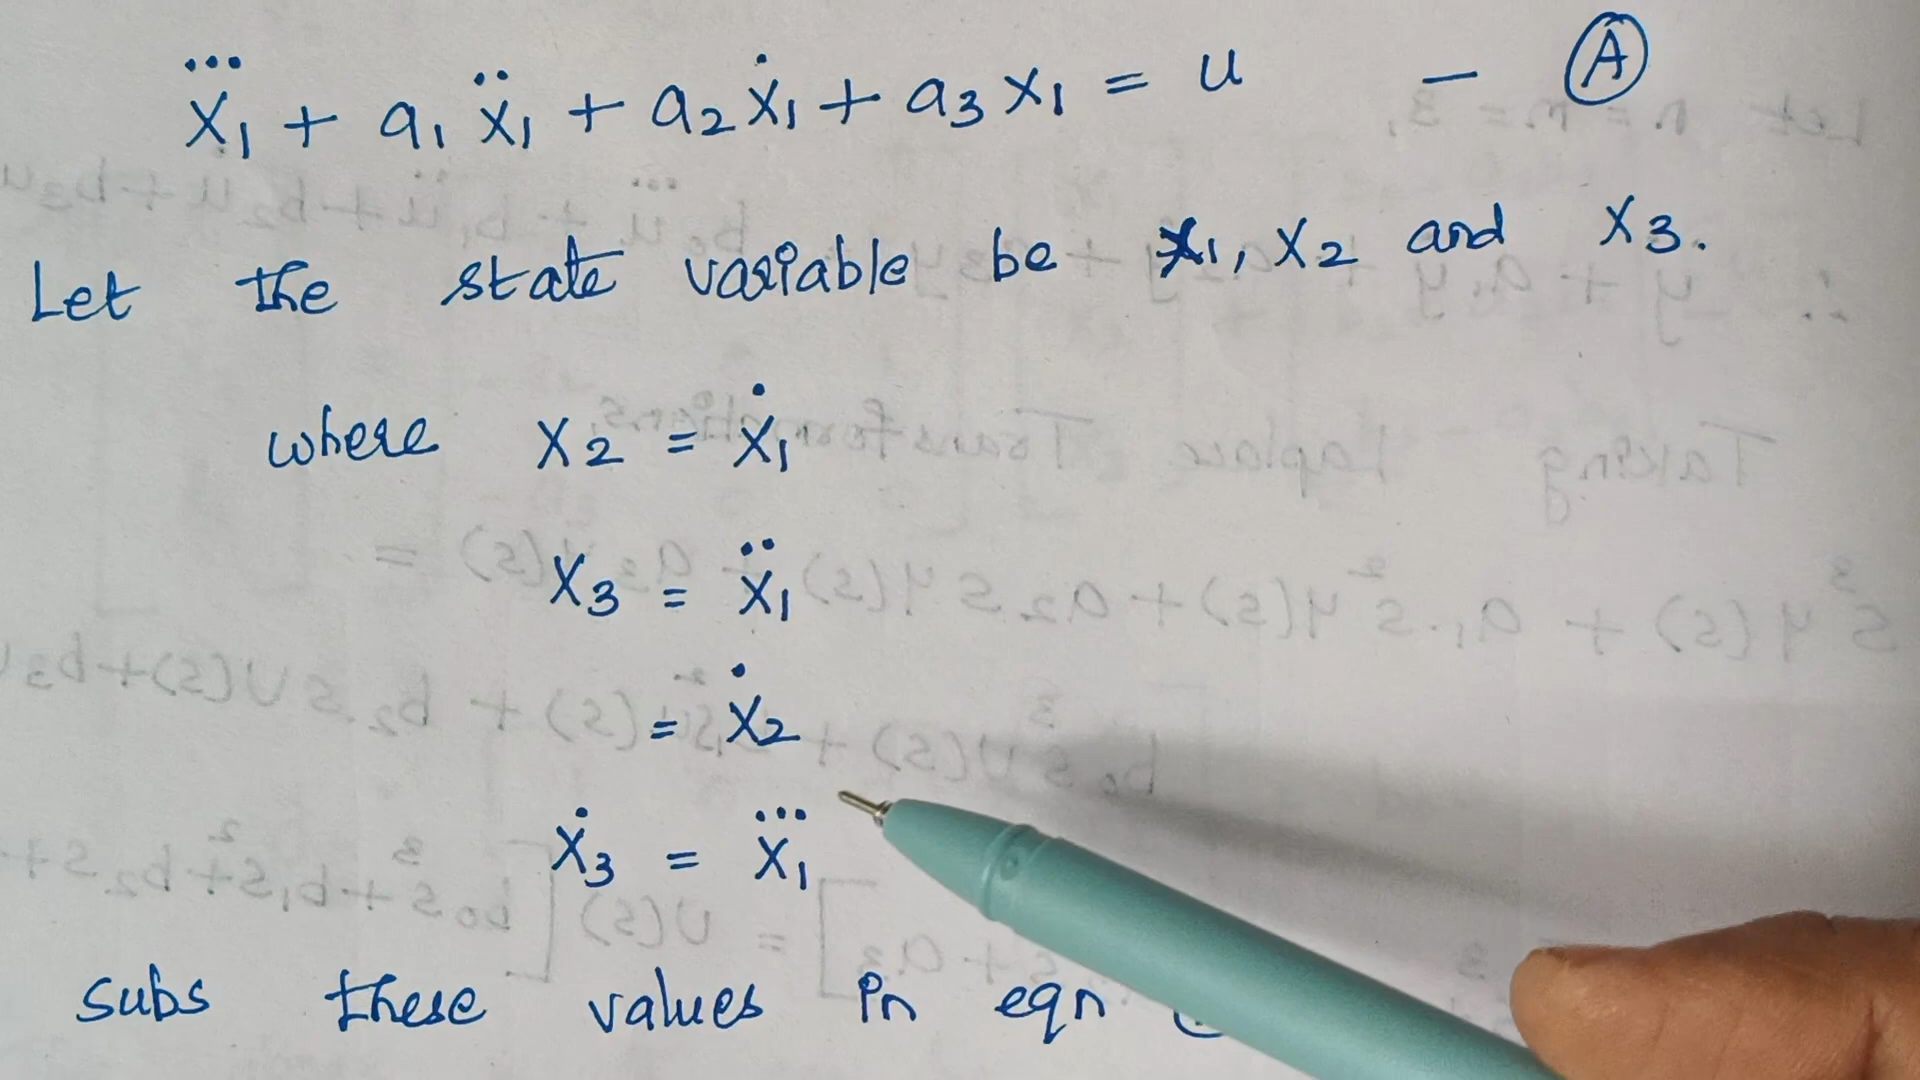 x⃛₁ + a₁ẍ₁ + a₂ẋ₁ + a₃x₁ = u — Ⓐ
Let the state variable be x₁, x₂ and x₃.
where x₂ = ẋ₁
x₃ = ẍ₁
= ẋ₂
ẋ₃ = x⃛₁
subs these values in eqn